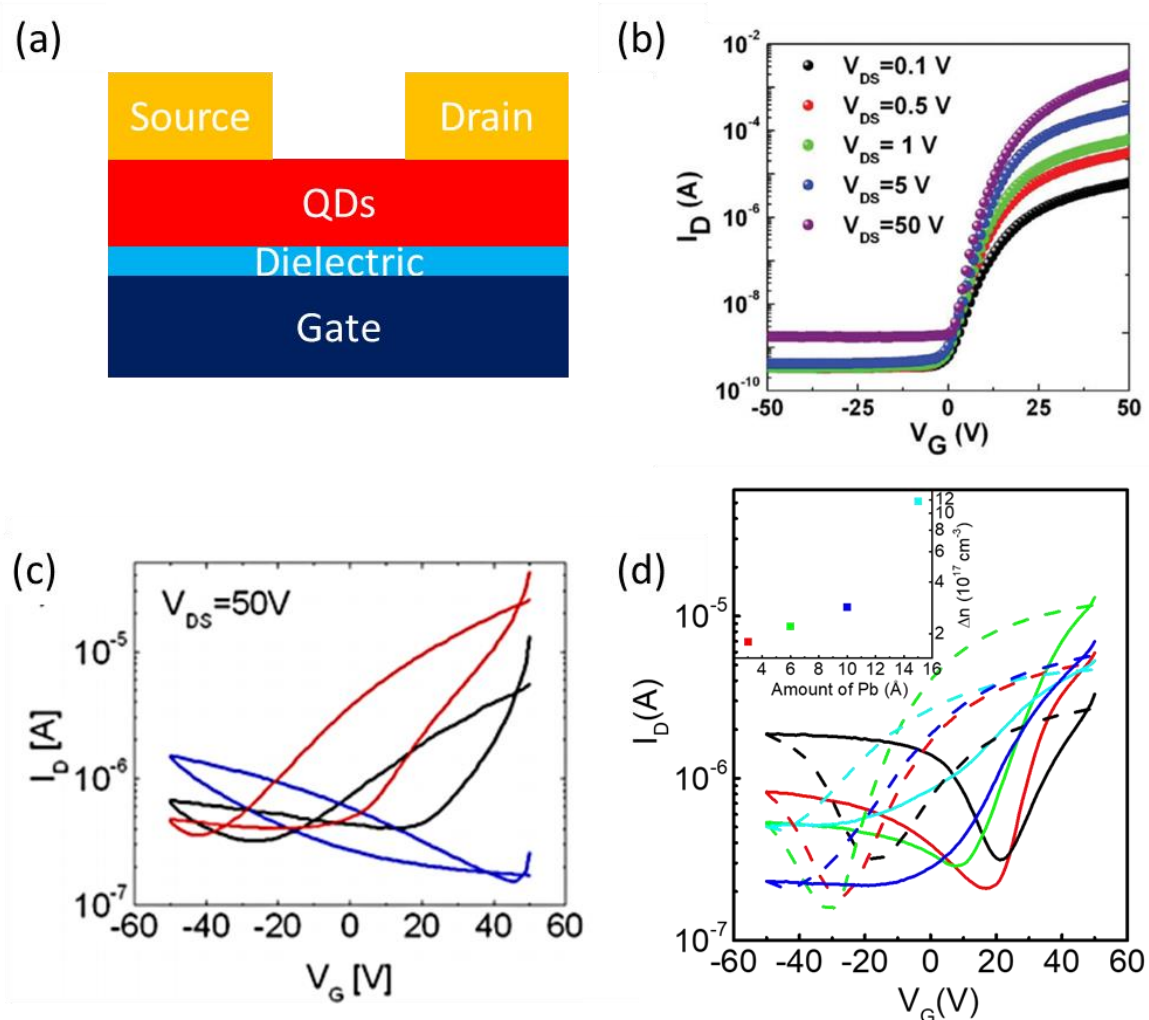 (a)
Source
Drain
QDs
Dielectric
Gate
(b)
10⁻²
10⁻⁴
10⁻⁶
10⁻⁸
10⁻¹⁰
I_D (A)
V_DS=0.1 V
V_DS=0.5 V
V_DS= 1 V
V_DS=5 V
V_DS=50 V
-50 -25 0 25 50
V_G (V)
(c)
V_DS=50V
10⁻⁵
10⁻⁶
10⁻⁷
I_D [A]
-60 -40 -20 0 20 40 60
V_G [V]
(d)
12
10
8
6
4
2
Δn (10¹⁷ cm⁻³)
4 6 8 10 12 14 16
Amount of Pb (Å)
10⁻⁵
10⁻⁶
10⁻⁷
I_D(A)
-60 -40 -20 0 20 40 60
V_G(V)